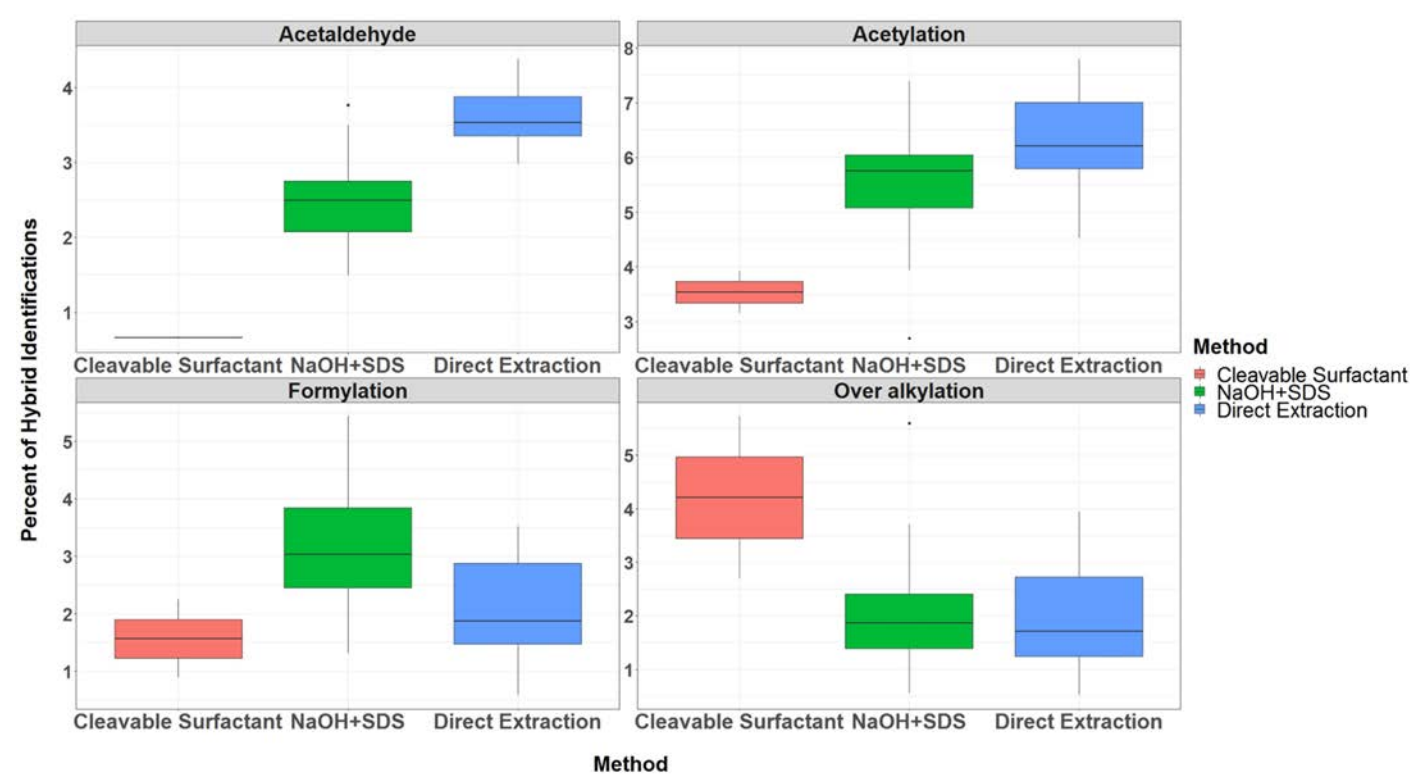 Acetaldehyde
Acetylation
4
3
2
1
8
7
6
5
4
3
Cleavable Surfactant NaOH+SDS Direct Extraction
Cleavable Surfactant NaOH+SDS Direct Extraction
Formylation
Over alkylation
5
4
3
2
1
5
4
3
2
1
Cleavable Surfactant NaOH+SDS Direct Extraction
Cleavable Surfactant NaOH+SDS Direct Extraction
Percent of Hybrid Identifications
Method
Method
Cleavable Surfactant
NaOH+SDS
Direct Extraction